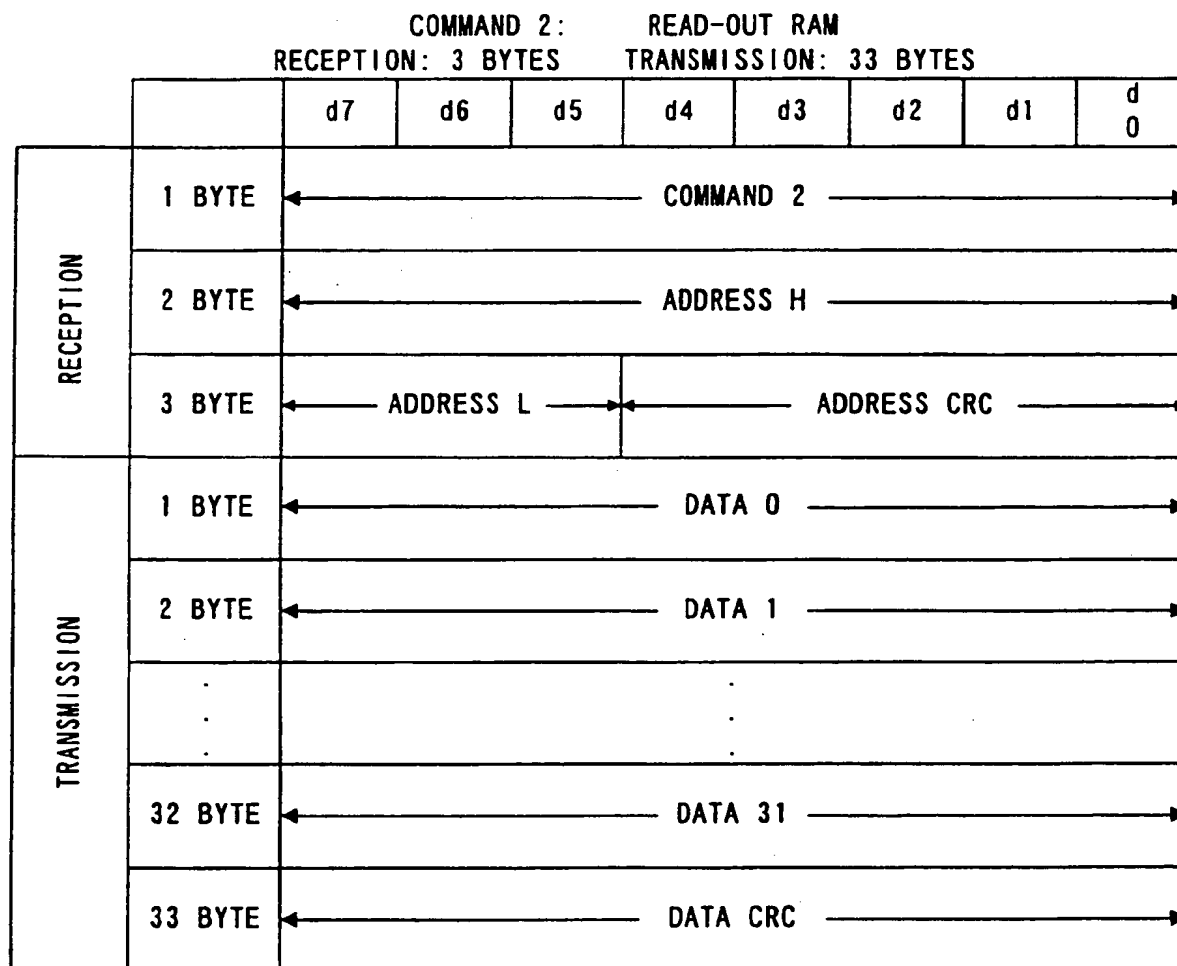 COMMAND 2: READ-OUT RAM
RECEPTION: 3 BYTES TRANSMISSION: 33 BYTES
d7 d6 d5 d4 d3 d2 d1 d
0
RECEPTION
1 BYTE COMMAND 2
2 BYTE ADDRESS H
3 BYTE ADDRESS L ADDRESS CRC
TRANSMISSION
1 BYTE DATA 0
2 BYTE DATA 1
32 BYTE DATA 31
33 BYTE DATA CRC